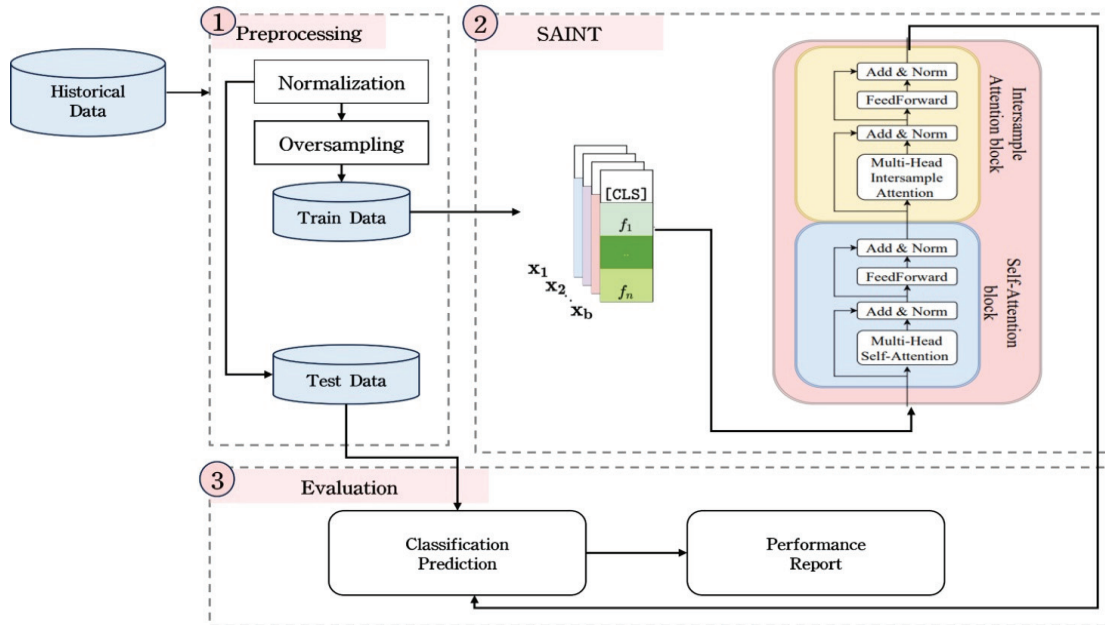 1
Preprocessing
Historical
Data
Normalization
Oversampling
Train Data
Test Data
2
SAINT
[CLS]
f1
..
fn
x1
x2
..
xb
Add & Norm
FeedForward
Add & Norm
Multi-Head
Intersample
Attention
Intersample
Attention block
Add & Norm
FeedForward
Add & Norm
Multi-Head
Self-Attention
Self-Attention
block
3
Evaluation
Classification
Prediction
Performance
Report